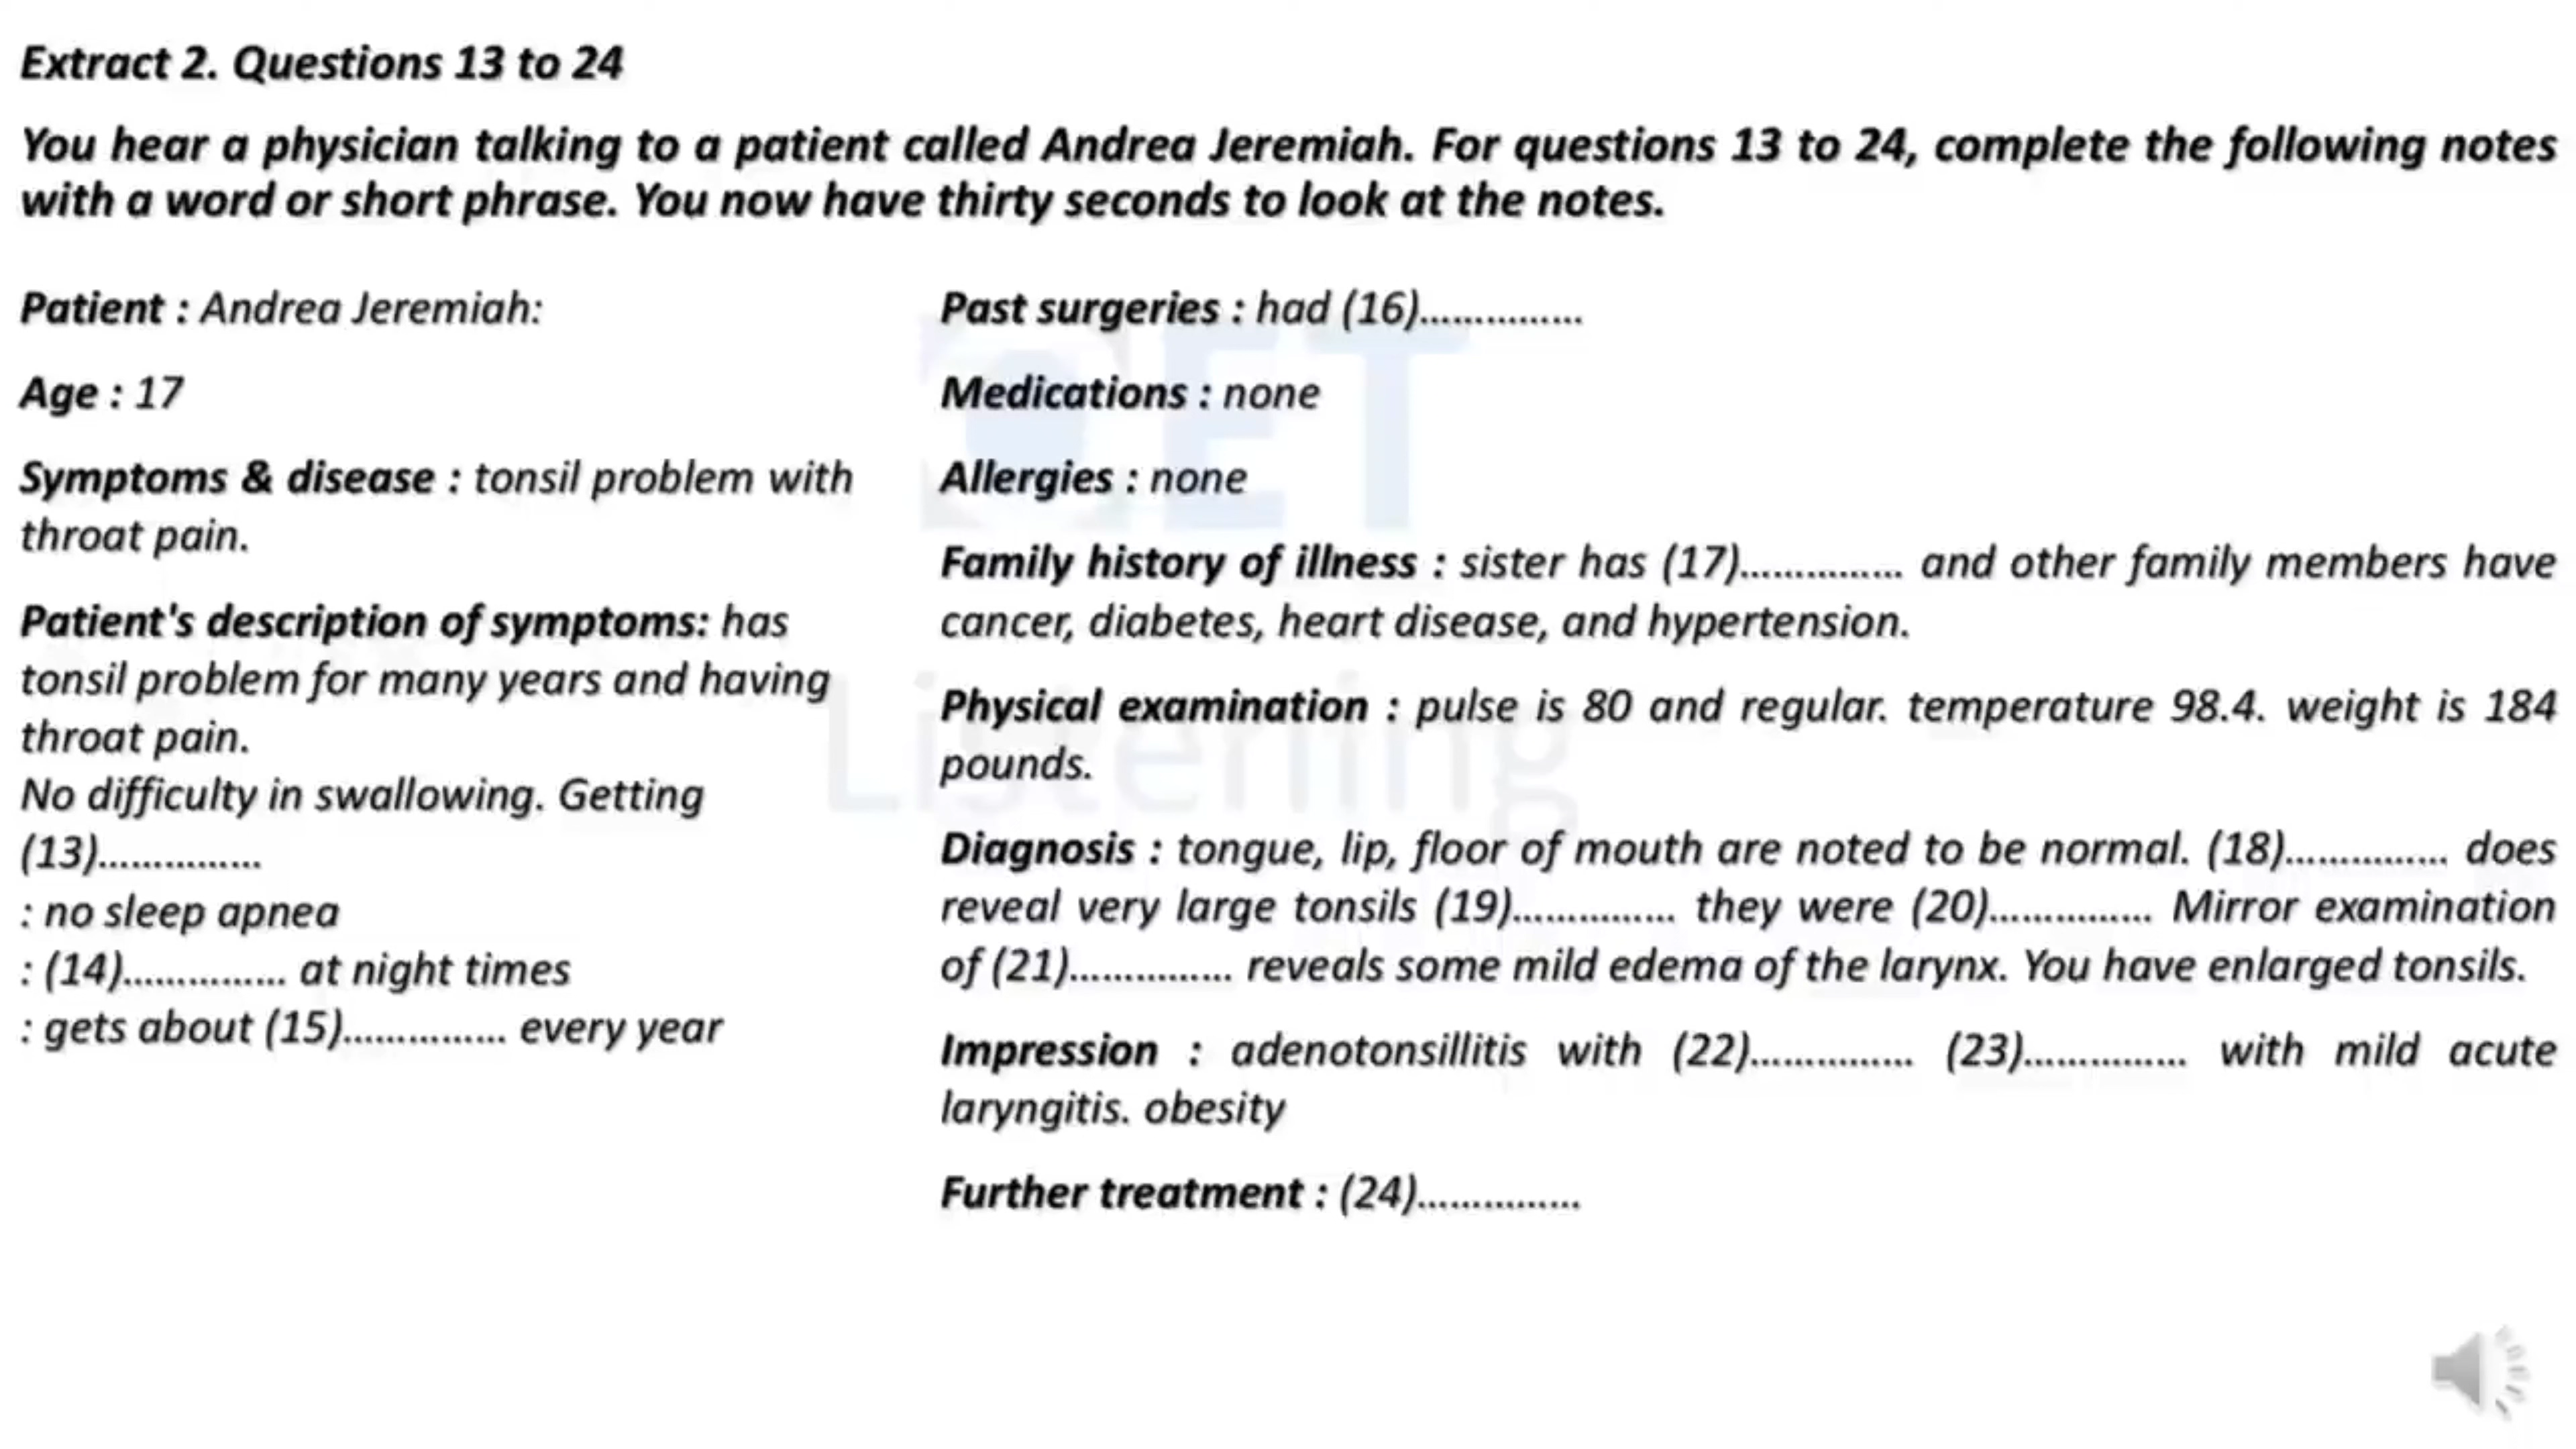 Extract 2. Questions 13 to 24
You hear a physician talking to a patient called Andrea Jeremiah. For questions 13 to 24, complete the following notes
with a word or short phrase. You now have thirty seconds to look at the notes.
Patient : Andrea Jeremiah:
Age : 17
Symptoms & disease : tonsil problem with
throat pain.
Patient's description of symptoms: has
tonsil problem for many years and having
throat pain.
No difficulty in swallowing. Getting
(13)……………
: no sleep apnea
: (14)…………… at night times
: gets about (15)…………… every year
Past surgeries : had (16)……………
Medications : none
Allergies : none
Family history of illness : sister has (17)…………… and other family members have
cancer, diabetes, heart disease, and hypertension.
Physical examination : pulse is 80 and regular. temperature 98.4. weight is 184
pounds.
Diagnosis : tongue, lip, floor of mouth are noted to be normal. (18)…………… does
reveal very large tonsils (19)…………… they were (20)…………… Mirror examination
of (21)…………… reveals some mild edema of the larynx. You have enlarged tonsils.
Impression : adenotonsillitis with (22)…………… (23)…………… with mild acute
laryngitis. obesity
Further treatment : (24)……………
OET
Listening